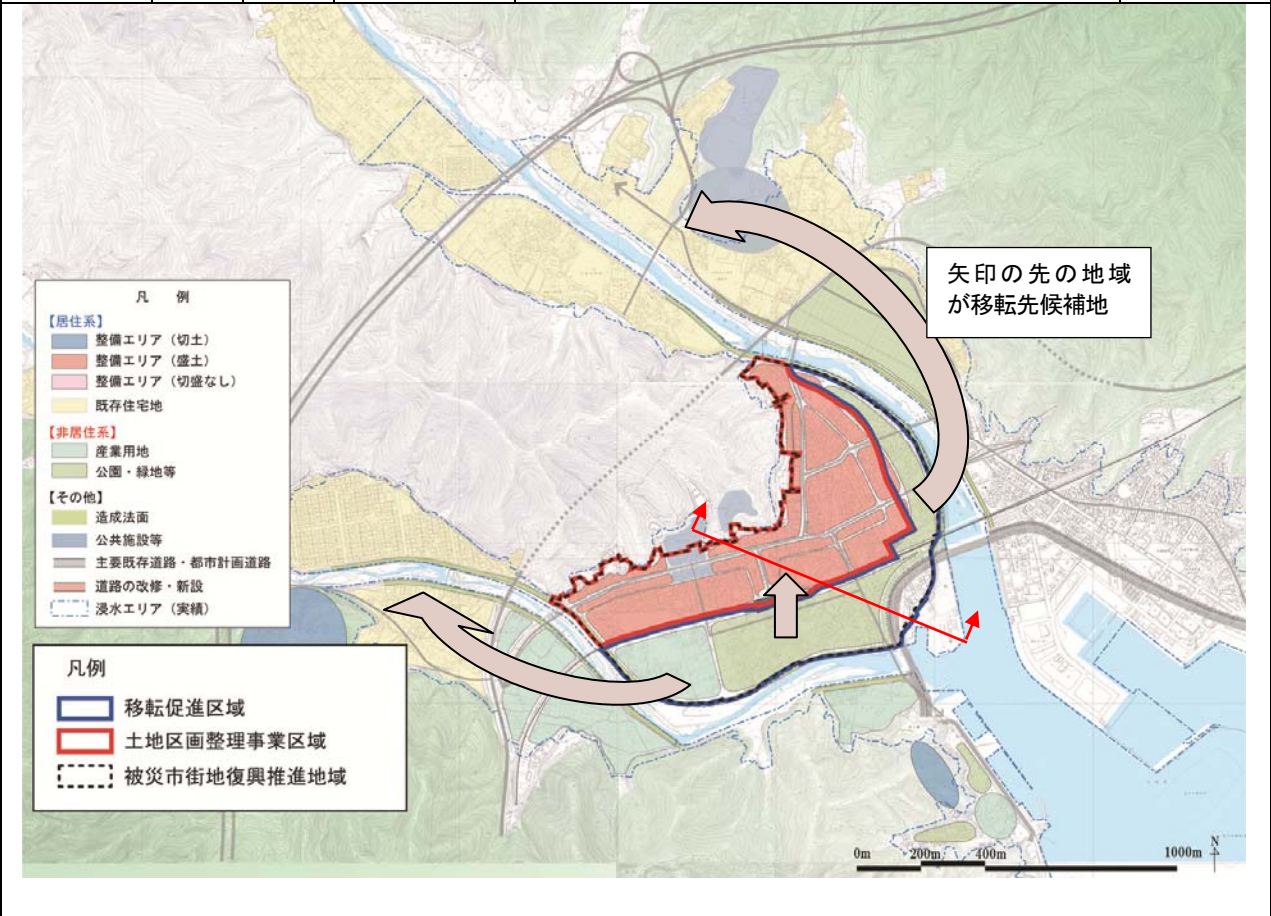 矢印の先の地域
が移転先候補地
凡　例
【居住系】
整備エリア（切土）
整備エリア（盛土）
整備エリア（切盛なし）
既存住宅地
【非居住系】
産業用地
公園・緑地等
【その他】
造成法面
公共施設等
主要既存道路・都市計画道路
道路の改修・新設
浸水エリア（実績）
凡例
移転促進区域
土地区画整理事業区域
被災市街地復興推進地域
0m 200m 400m 1000m
N